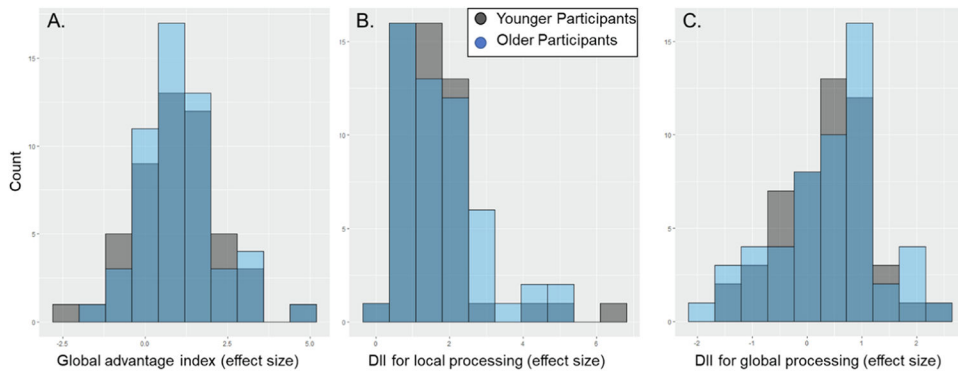 A.
B.
Younger Participants
Older Participants
C.
Count
15
10
5
0
-2.5
0.0
2.5
5.0
Global advantage index (effect size)
15
10
5
0
0
2
4
6
DII for local processing (effect size)
15
10
5
0
-2
-1
0
1
2
DII for global processing (effect size)